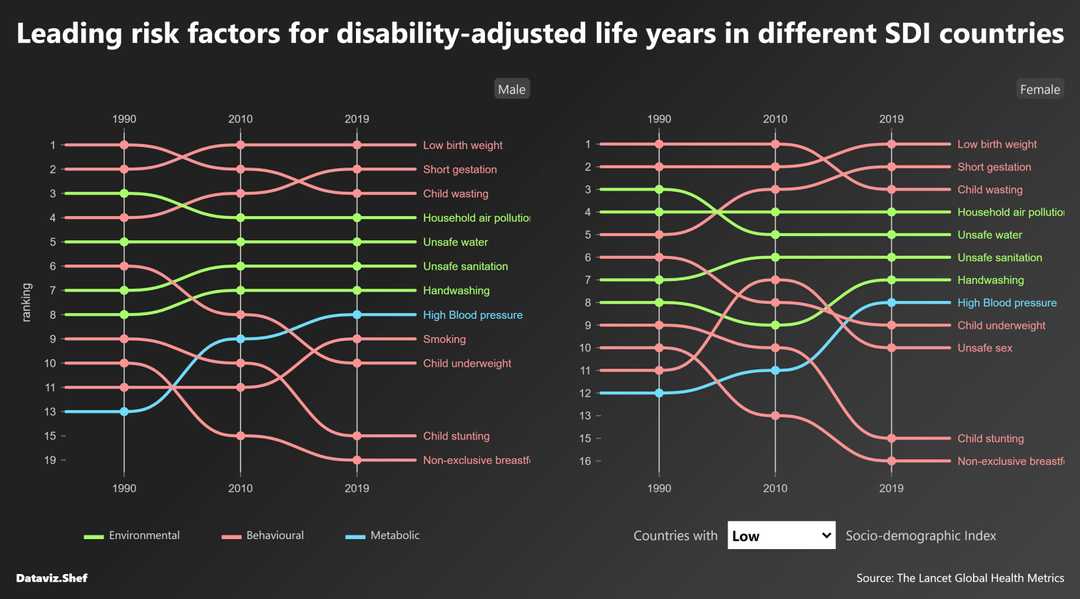 Leading risk factors for disability-adjusted life years in different SDI countries
Male
1990 2010 2019
ranking
1 Low birth weight
2 Short gestation
3 Child wasting
4 Household air pollution
5 Unsafe water
6 Unsafe sanitation
7 Handwashing
8 High Blood pressure
9 Smoking
10 Child underweight
11
13
15 Child stunting
19 Non-exclusive breastf
1990 2010 2019
Female
1990 2010 2019
1 Low birth weight
2 Short gestation
3 Child wasting
4 Household air pollution
5 Unsafe water
6 Unsafe sanitation
7 Handwashing
8 High Blood pressure
9 Child underweight
10 Unsafe sex
11
12
13
15 Child stunting
16 Non-exclusive breastf
1990 2010 2019
Environmental Behavioural Metabolic
Countries with Low Socio-demographic Index
Dataviz.Shef
Source: The Lancet Global Health Metrics